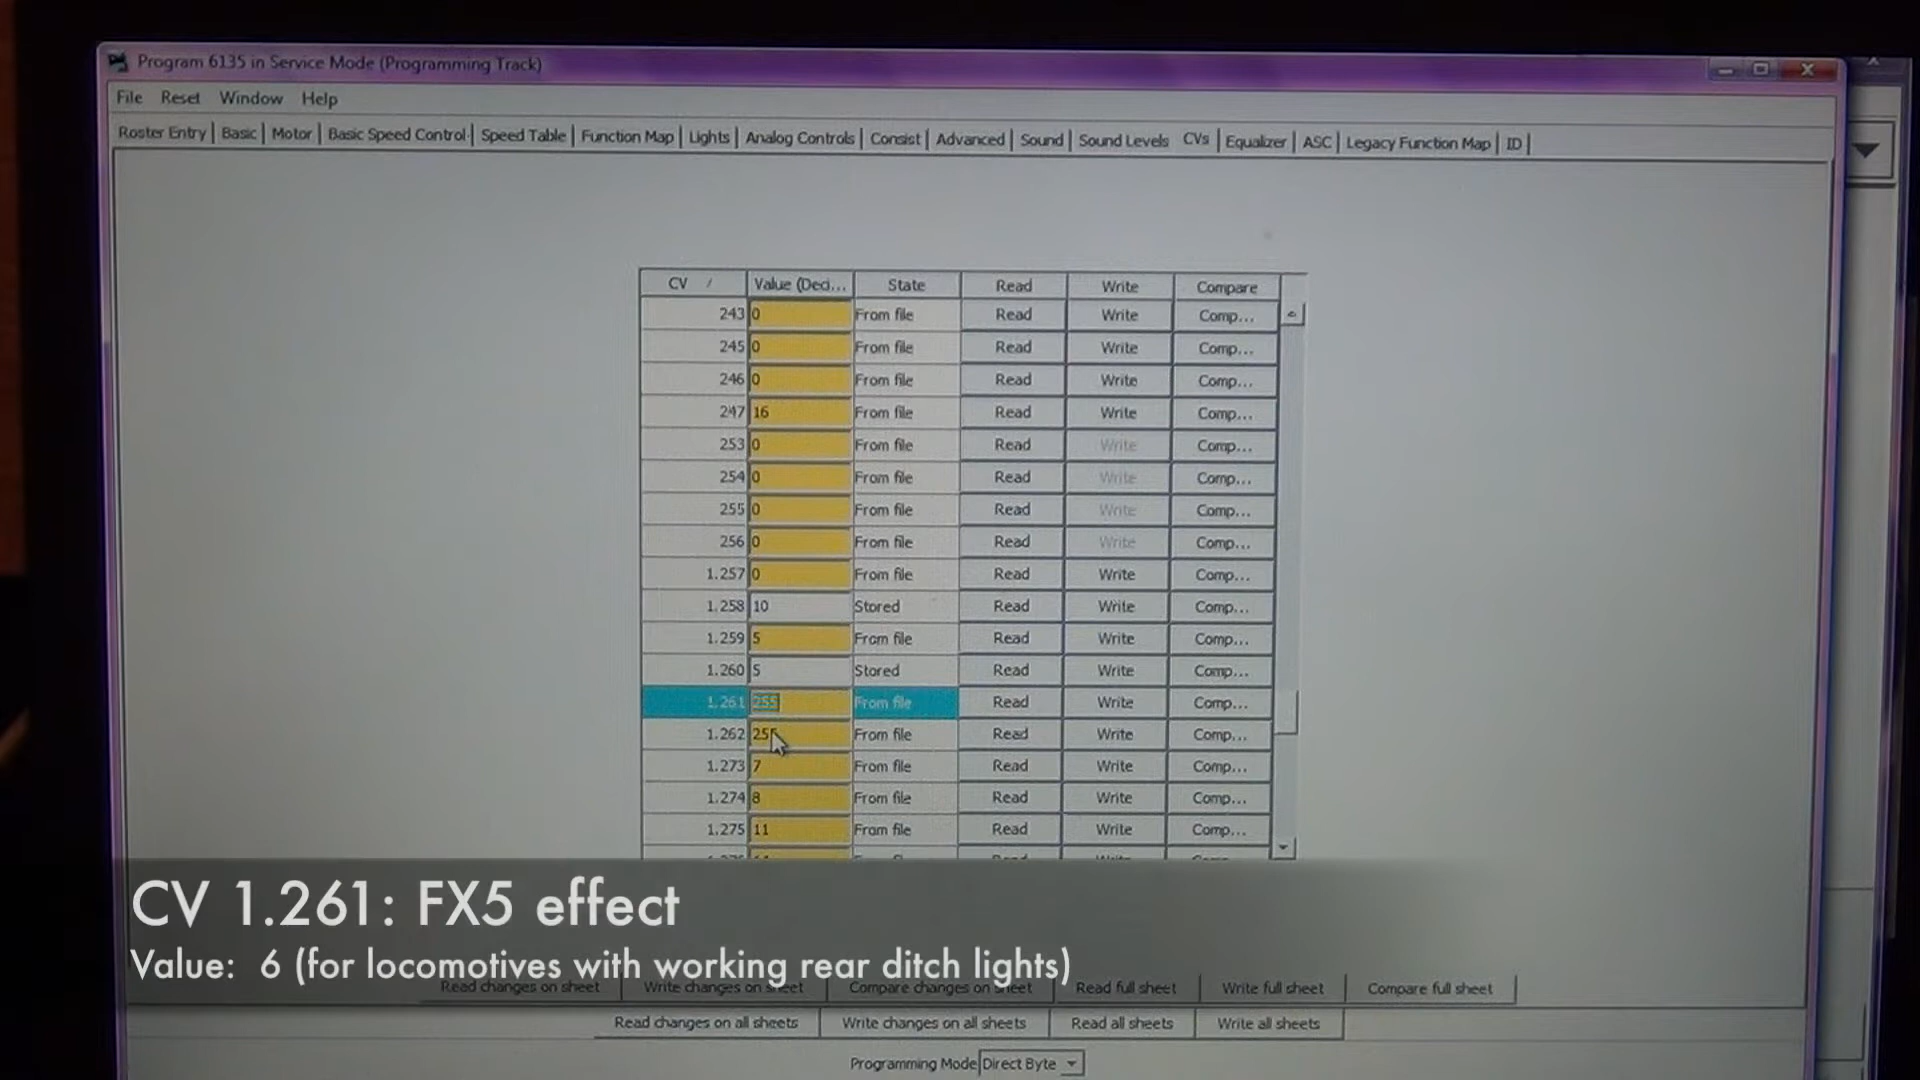 Program 6135 in Service Mode (Programming Track)
File Reset Window Help
Roster Entry Basic Motor Basic Speed Control Speed Table Function Map Lights Analog Controls Consist Advanced Sound Sound Levels CVs Equalizer ASC Legacy Function Map ID
CV / Value (Deci... State Read Write Compare
243 0 From file Read Write Comp...
245 0 From file Read Write Comp...
246 0 From file Read Write Comp...
247 16 From file Read Write Comp...
253 0 From file Read Write Comp...
254 0 From file Read Write Comp...
255 0 From file Read Write Comp...
256 0 From file Read Write Comp...
1.257 0 From file Read Write Comp...
1.258 10 Stored Read Write Comp...
1.259 5 From file Read Write Comp...
1.260 5 Stored Read Write Comp...
1.261 255 From file Read Write Comp...
1.262 255 From file Read Write Comp...
1.273 7 From file Read Write Comp...
1.274 8 From file Read Write Comp...
1.275 11 From file Read Write Comp...
CV 1.261: FX5 effect
Value: 6 (for locomotives with working rear ditch lights)
Read changes on sheet Write changes on sheet Compare changes on sheet Read full sheet Write full sheet Compare full sheet
Read changes on all sheets Write changes on all sheets Read all sheets Write all sheets
Programming Mode Direct Byte